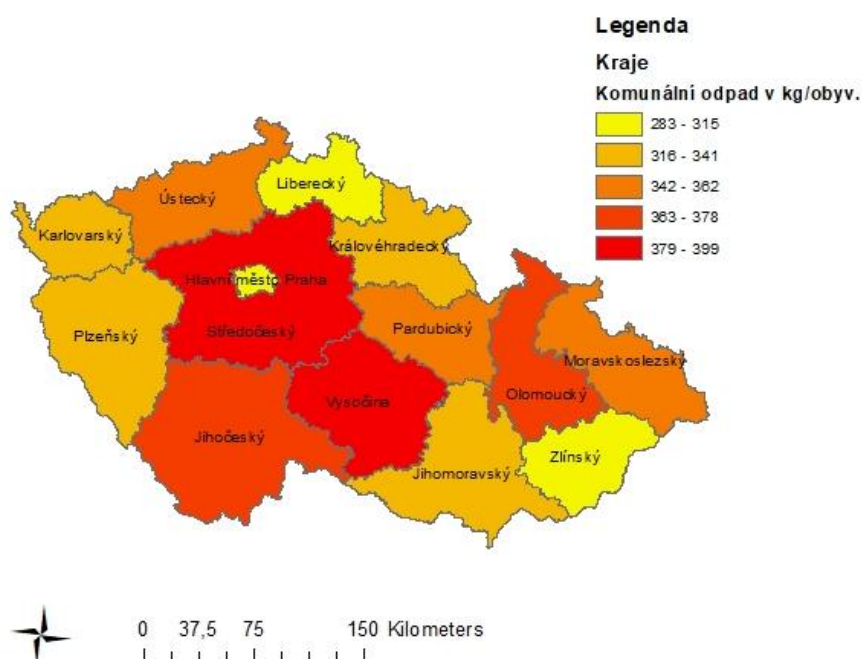 Legenda
Kraje
Komunální odpad v kg/obyv.
283 - 315
316 - 341
342 - 362
363 - 378
379 - 399
Liberecký
Ústecký
Karlovarský
Královéhradecký
Hlavní město Praha
Středočeský
Pardubický
Plzeňský
Moravskoslezský
Olomoucký
Vysočina
Jihočeský
Zlínský
Jihomoravský
0 37,5 75 150 Kilometers